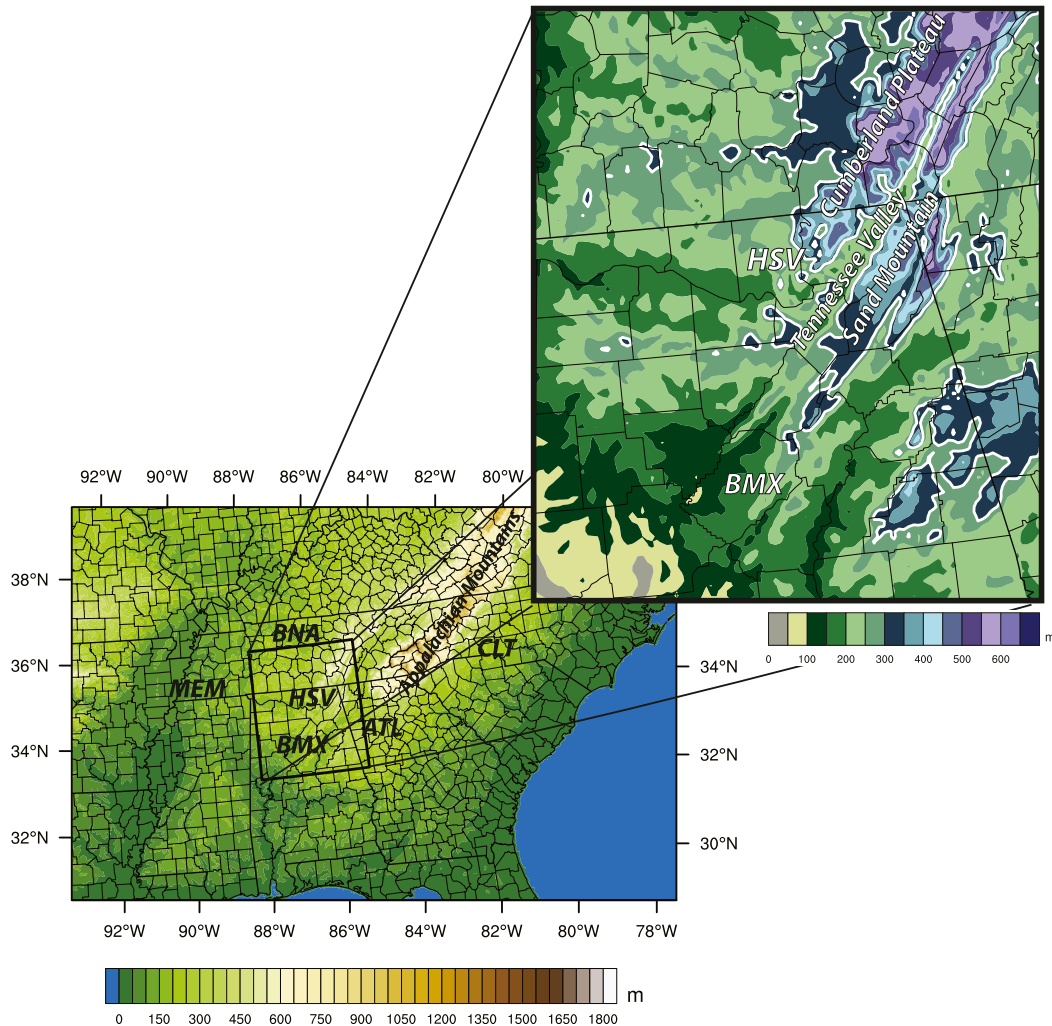 Cumberland Plateau
Tennessee Valley
Sand Mountain
HSV
BMX
0 100 200 300 400 500 600
m
92°W 90°W 88°W 86°W 84°W 82°W 80°W
38°N
36°N
34°N
32°N
34°N
32°N
30°N
Appalachian Mountains
BNA
CLT
MEM
HSV
ATL
BMX
92°W 90°W 88°W 86°W 84°W 82°W 80°W 78°W
0 150 300 450 600 750 900 1050 1200 1350 1500 1650 1800
m